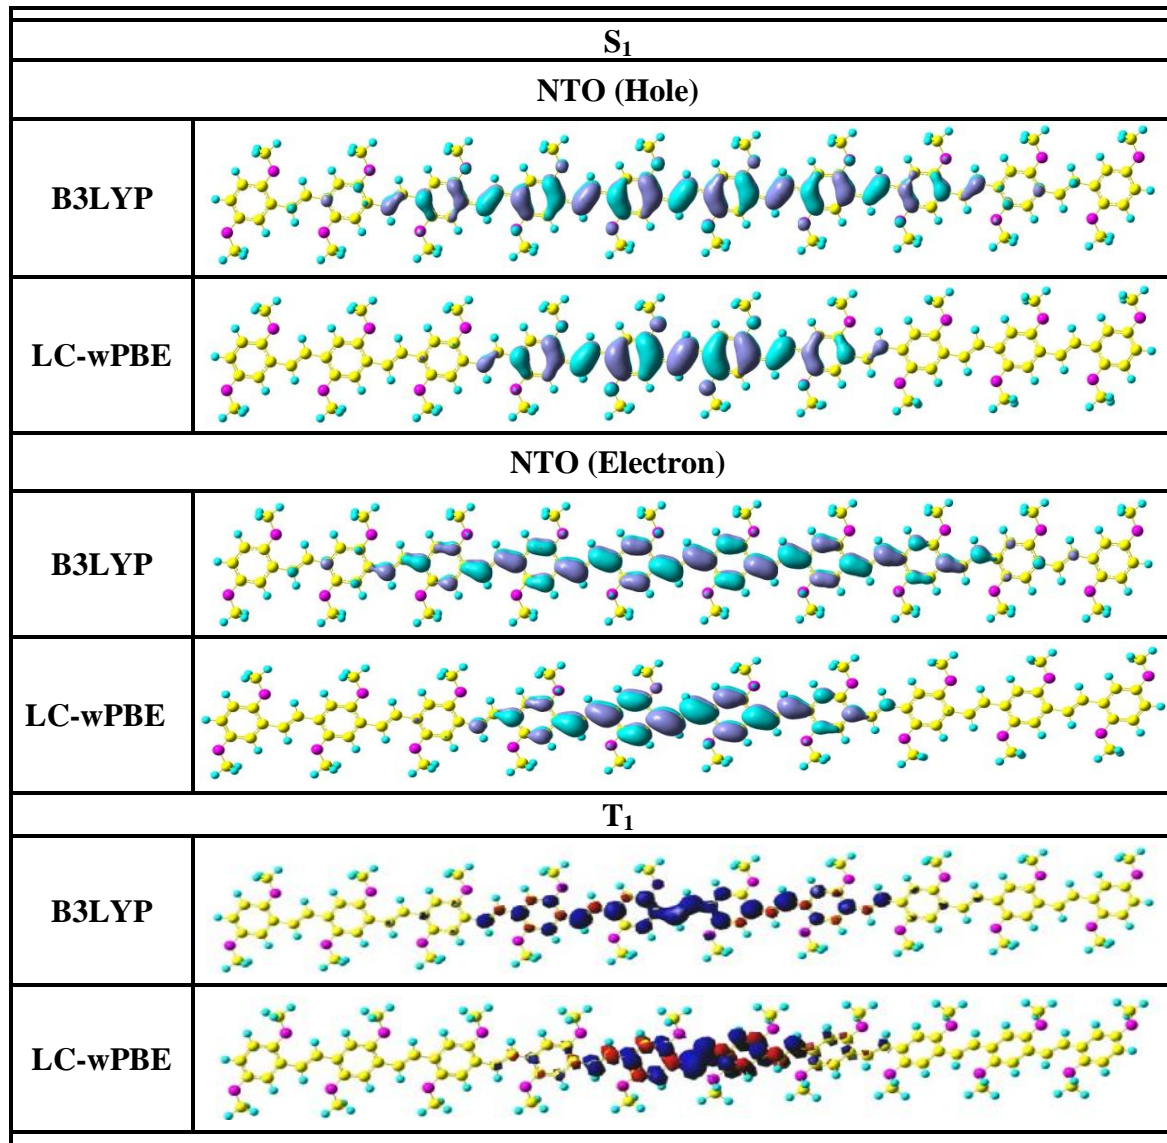 S₁
NTO (Hole)
B3LYP
LC-wPBE
NTO (Electron)
B3LYP
LC-wPBE
T₁
B3LYP
LC-wPBE